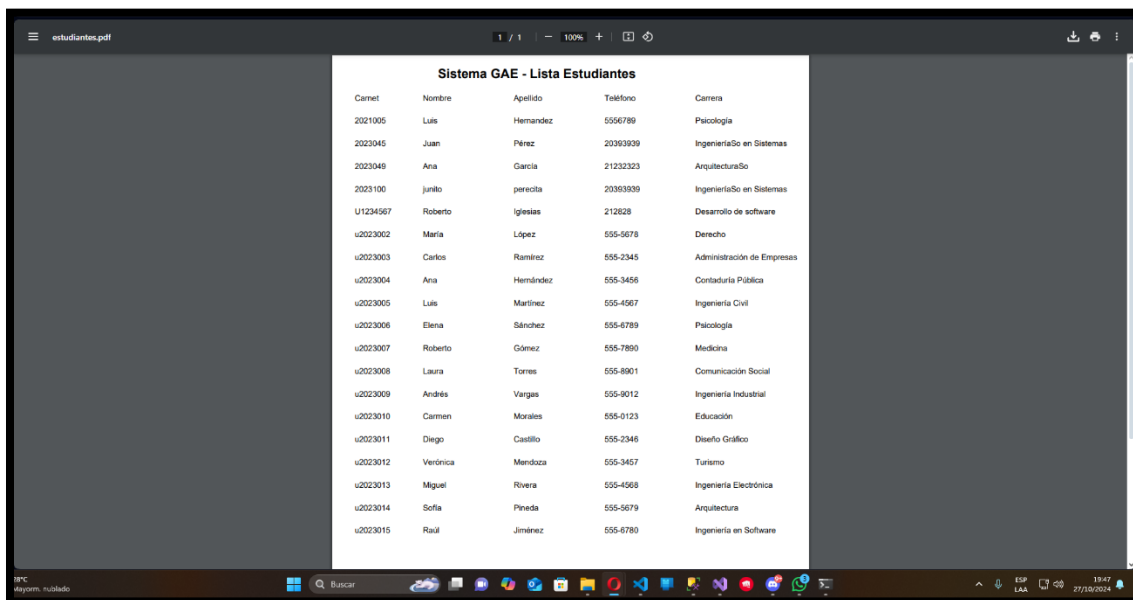 estudiantes.pdf 1 / 1 100%
Sistema GAE - Lista Estudiantes
Carnet Nombre Apellido Teléfono Carrera
2021005 Luis Hernandez 5556789 Psicología
2023045 Juan Pérez 20393939 IngenieríaSo en Sistemas
2023049 Ana García 21232323 ArquitecturaSo
2023100 junito perecita 20393939 IngenieríaSo en Sistemas
U1234567 Roberto Iglesias 212828 Desarrollo de software
u2023002 María López 555-5678 Derecho
u2023003 Carlos Ramírez 555-2345 Administración de Empresas
u2023004 Ana Hernández 555-3456 Contaduría Pública
u2023005 Luis Martínez 555-4567 Ingeniería Civil
u2023006 Elena Sánchez 555-6789 Psicología
u2023007 Roberto Gómez 555-7890 Medicina
u2023008 Laura Torres 555-8901 Comunicación Social
u2023009 Andrés Vargas 555-9012 Ingeniería Industrial
u2023010 Carmen Morales 555-0123 Educación
u2023011 Diego Castillo 555-2346 Diseño Gráfico
u2023012 Verónica Mendoza 555-3457 Turismo
u2023013 Miguel Rivera 555-4568 Ingeniería Electrónica
u2023014 Sofía Pineda 555-5679 Arquitectura
u2023015 Raúl Jiménez 555-6780 Ingeniería en Software
28°C
Mayorm. nublado
Buscar
ESP
LAA
19:47
27/10/2024